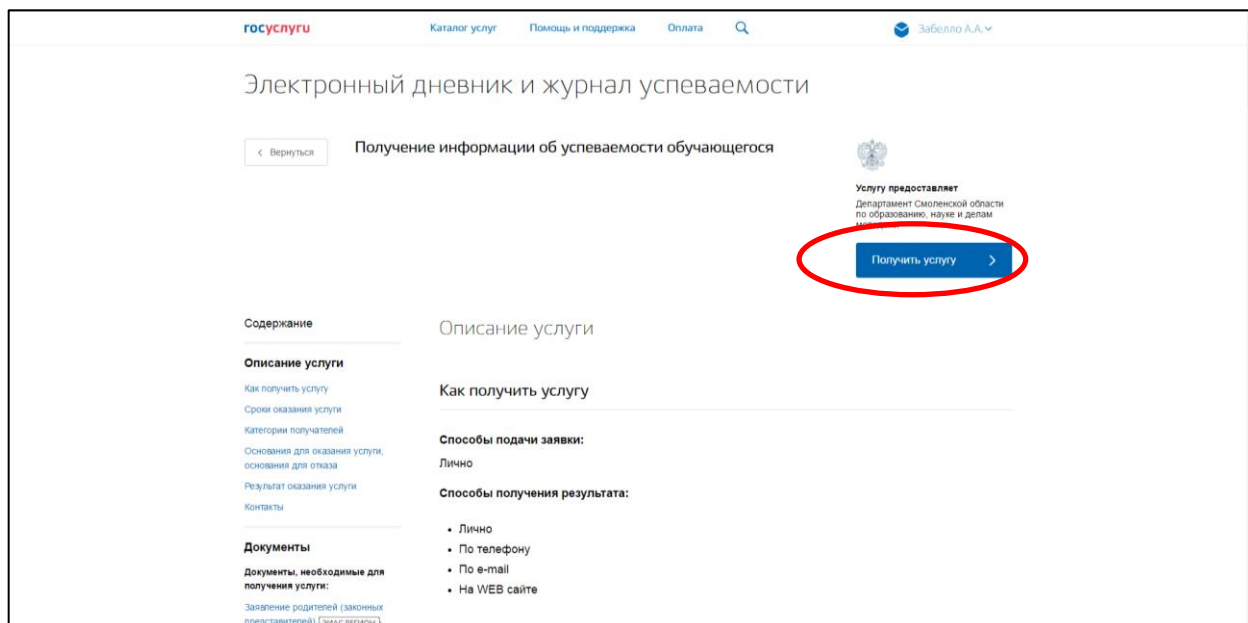 госуслуги Каталог услуг Помощь и поддержка Оплата Забелло А.А.
Электронный дневник и журнал успеваемости
Вернуться
Получение информации об успеваемости обучающегося
Услугу предоставляет
Департамент Смоленской области
по образованию, науке и делам
Получить услугу
Содержание
Описание услуги
Как получить услугу
Сроки оказания услуги
Категории получателей
Основания для оказания услуги,
основания для отказа
Результат оказания услуги
Контакты
Документы
Документы, необходимые для
получения услуги:
Заявление родителей (законных
представителей)
Описание услуги
Как получить услугу
Способы подачи заявки:
Лично
Способы получения результата:
• Лично
• По телефону
• По e-mail
• На WEB сайте